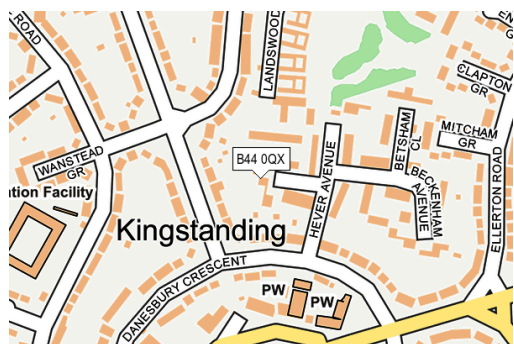 ROAD
LANDSWOOD
CLAPTON
GR
MITCHAM
GR
BETSHAM
CL
WANSTEAD
GR
B44 0QX
HEVER AVENUE
BECKENHAM
AVENUE
ELLERTON ROAD
tion Facility
Kingstanding
DANESBURY CRESCENT
PW
PW